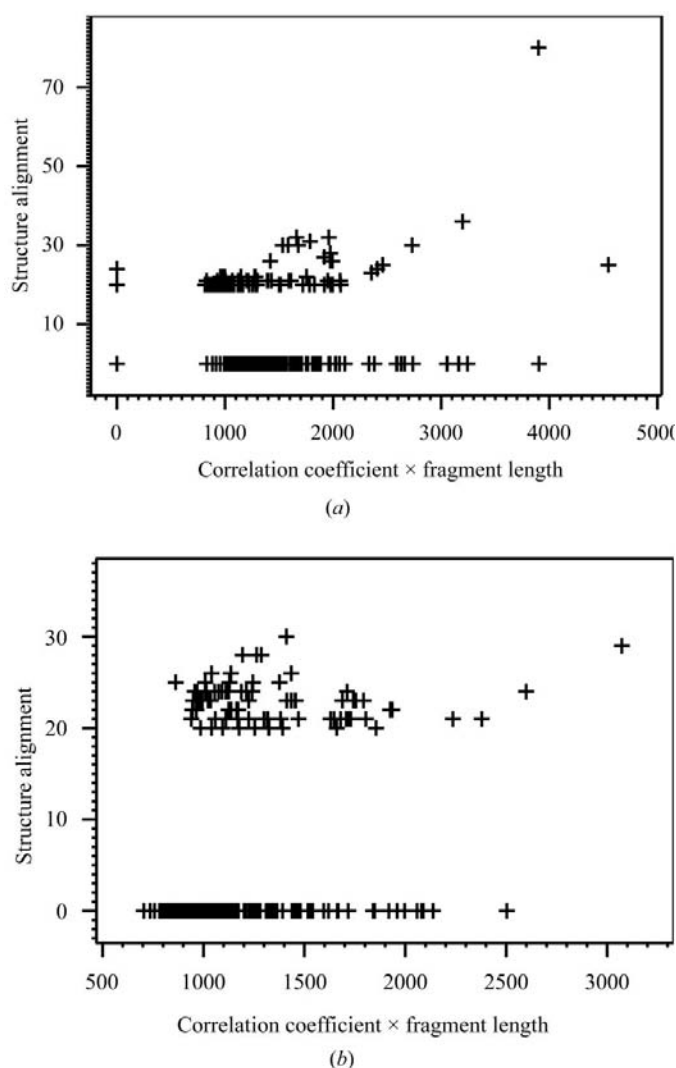 70
50
30
10
Structure alignment
0 1000 2000 3000 4000 5000
Correlation coefficient × fragment length
(a)
30
20
10
0
Structure alignment
500 1000 1500 2000 2500 3000
Correlation coefficient × fragment length
(b)